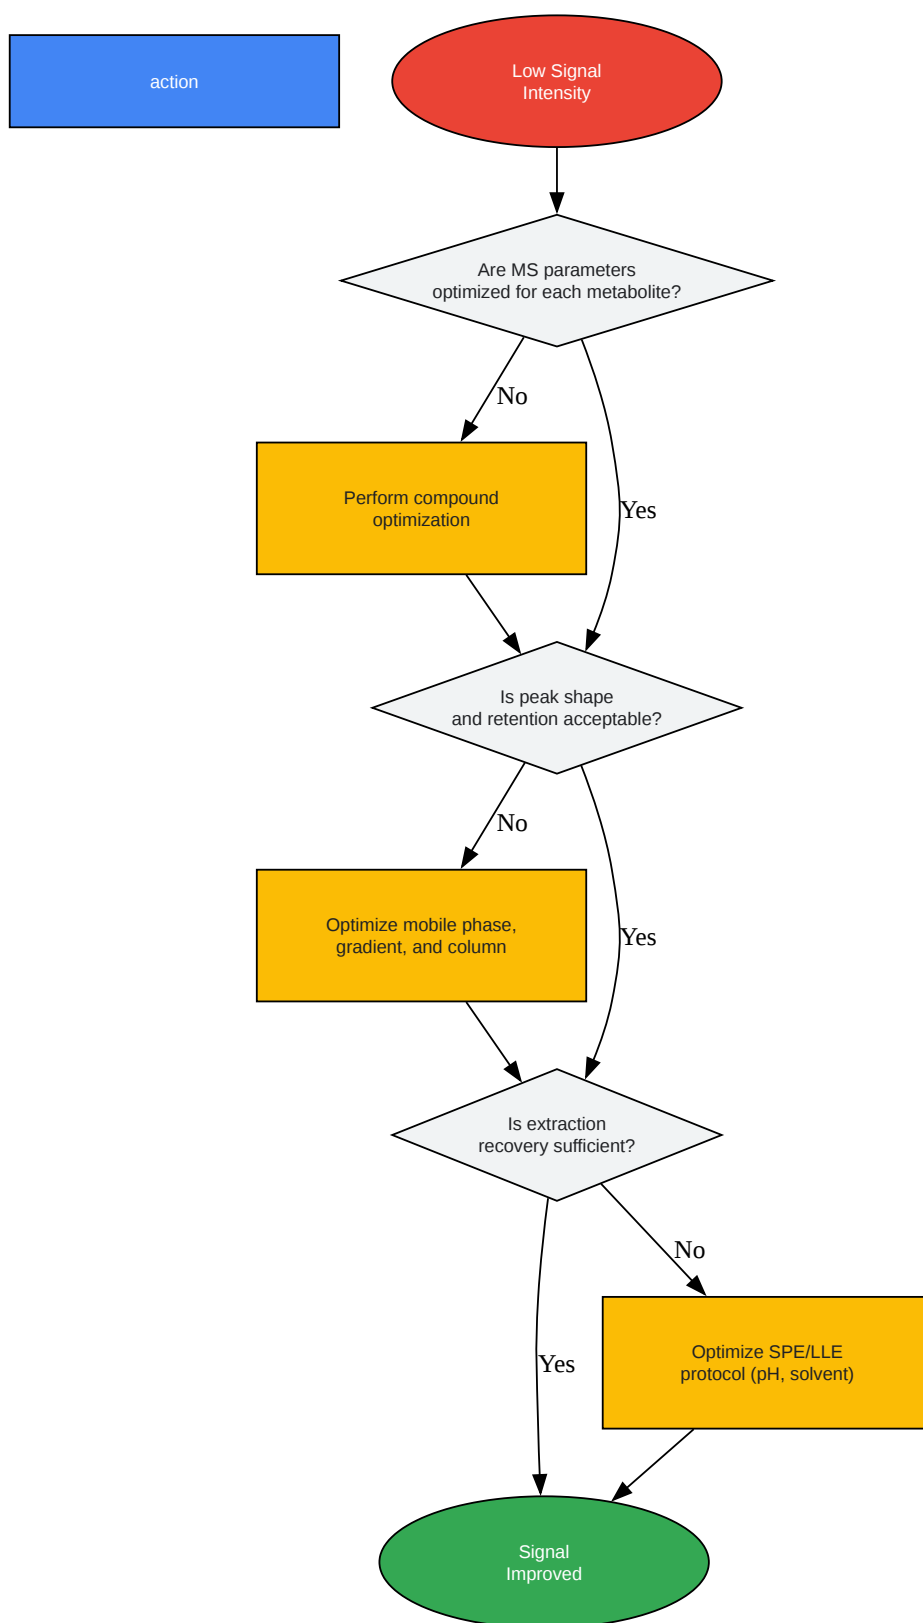 action
Low Signal
Intensity
Are MS parameters
optimized for each metabolite?
No
Perform compound
optimization
Yes
Is peak shape
and retention acceptable?
No
Optimize mobile phase,
gradient, and column
Yes
Is extraction
recovery sufficient?
No
Optimize SPE/LLE
protocol (pH, solvent)
Yes
Signal
Improved